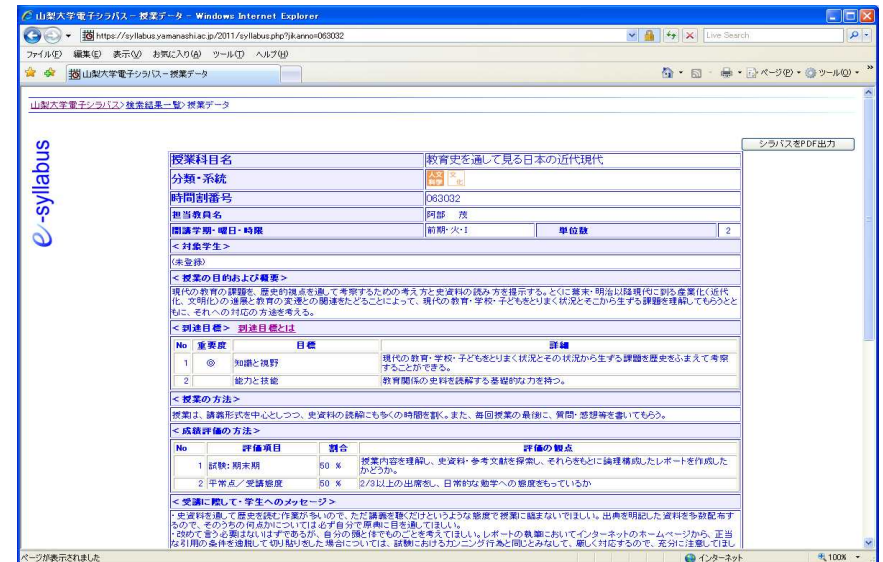 山梨大学電子シラバス - 授業データ - Windows Internet Explorer
https://syllabus.yamanashi.ac.jp/2011/syllabus.php?jikanno=063032
Live Search
ファイル(F) 編集(E) 表示(V) お気に入り(A) ツール(T) ヘルプ(H)
山梨大学電子シラバス - 授業データ
ページ(P) ツール(O)
山梨大学電子シラバス>検索結果一覧>授業データ
シラバスをPDF出力
e-syllabus
授業科目名 教育史を通して見る日本の近代現代
分類・系統 人文 文化
時間割番号 063032
担当教員名 阿部 茂
開講学期・曜日・時限 前期・火・I 単位数 2
<対象学生>
(未登録)
<授業の目的および概要>
現代の教育の課題を、歴史的視点を通して考察するための考え方と史資料の読み方を提示する。とくに幕末・明治以降現代に到る産業化(近代
化、文明化)の進展と教育の変遷との関連をたどることによって、現代の教育・学校・子どもをとりまく状況とそこから生ずる課題を理解してもらうとと
もに、それへの対応の方途を考える。
<到達目標> 到達目標とは
No 重要度 目標 詳細
1 ◎ 知識と視野 現代の教育・学校・子どもをとりまく状況とその状況から生ずる課題を歴史をふまえて考察
することができる。
2 能力と技能 教育関係の史料を読解する基礎的な力を持つ。
<授業の方法>
授業は、講義形式を中心としつつ、史資料の読解にも多くの時間を割く。また、毎回授業の最後に、質問・感想等を書いてもらう。
<成績評価の方法>
No 評価項目 割合 評価の観点
1 試験:期末期 50 % 授業内容を理解し、史資料・参考文献を探索し、それらをもとに論理構成したレポートを作成した
かどうか。
2 平常点/受講態度 50 % 2/3以上の出席をし、日常的な勉学への態度をもっているか
<受講に際して・学生へのメッセージ>
・史資料を通して歴史を読む作業が多いので、ただ講義を聴くだけというような態度で授業に臨まないでほしい。出典を明記した資料を多数配布す
るので、そのうちの何点かについては必ず自分で原典に目を通してほしい。
・改めて言う必要はないはずであるが、自分の頭と体でものごとを考えてほしい。レポートの執筆においてインターネットのホームページから、正当
な引用の条件を逸脱して切り貼りをした場合については、試験におけるカンニング行為と同じとみなして、厳しく対応するので、充分に注意してほし
ページが表示されました インターネット 100%